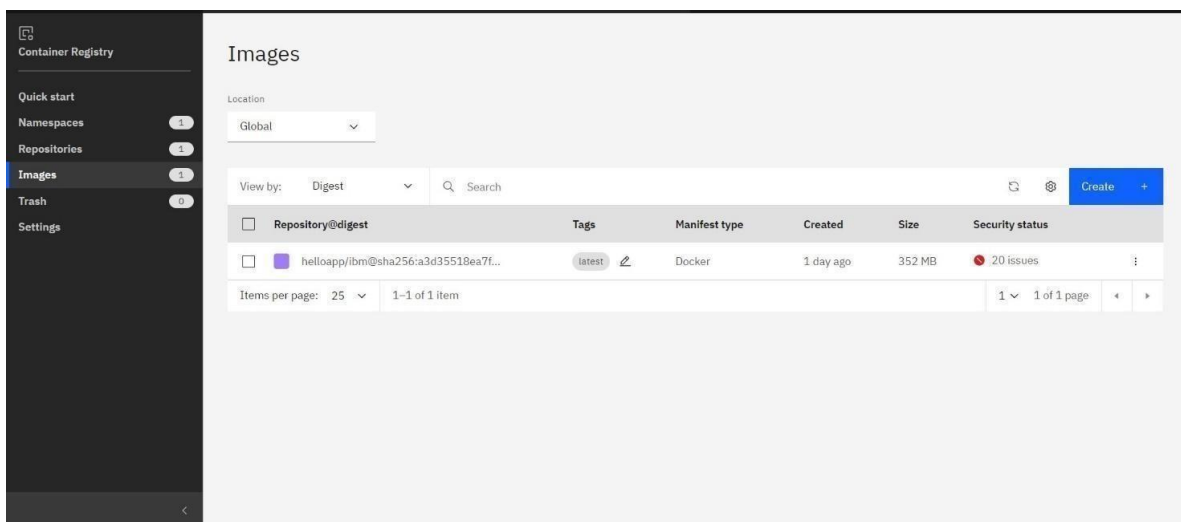 Container Registry
Quick start
Namespaces 1
Repositories 1
Images 1
Trash 0
Settings
Images
Location
Global
View by: Digest Search Create +
Repository@digest Tags Manifest type Created Size Security status
helloapp/ibm@sha256:a3d35518ea7f... latest Docker 1 day ago 352 MB 20 issues
Items per page: 25 1–1 of 1 item 1 1 of 1 page